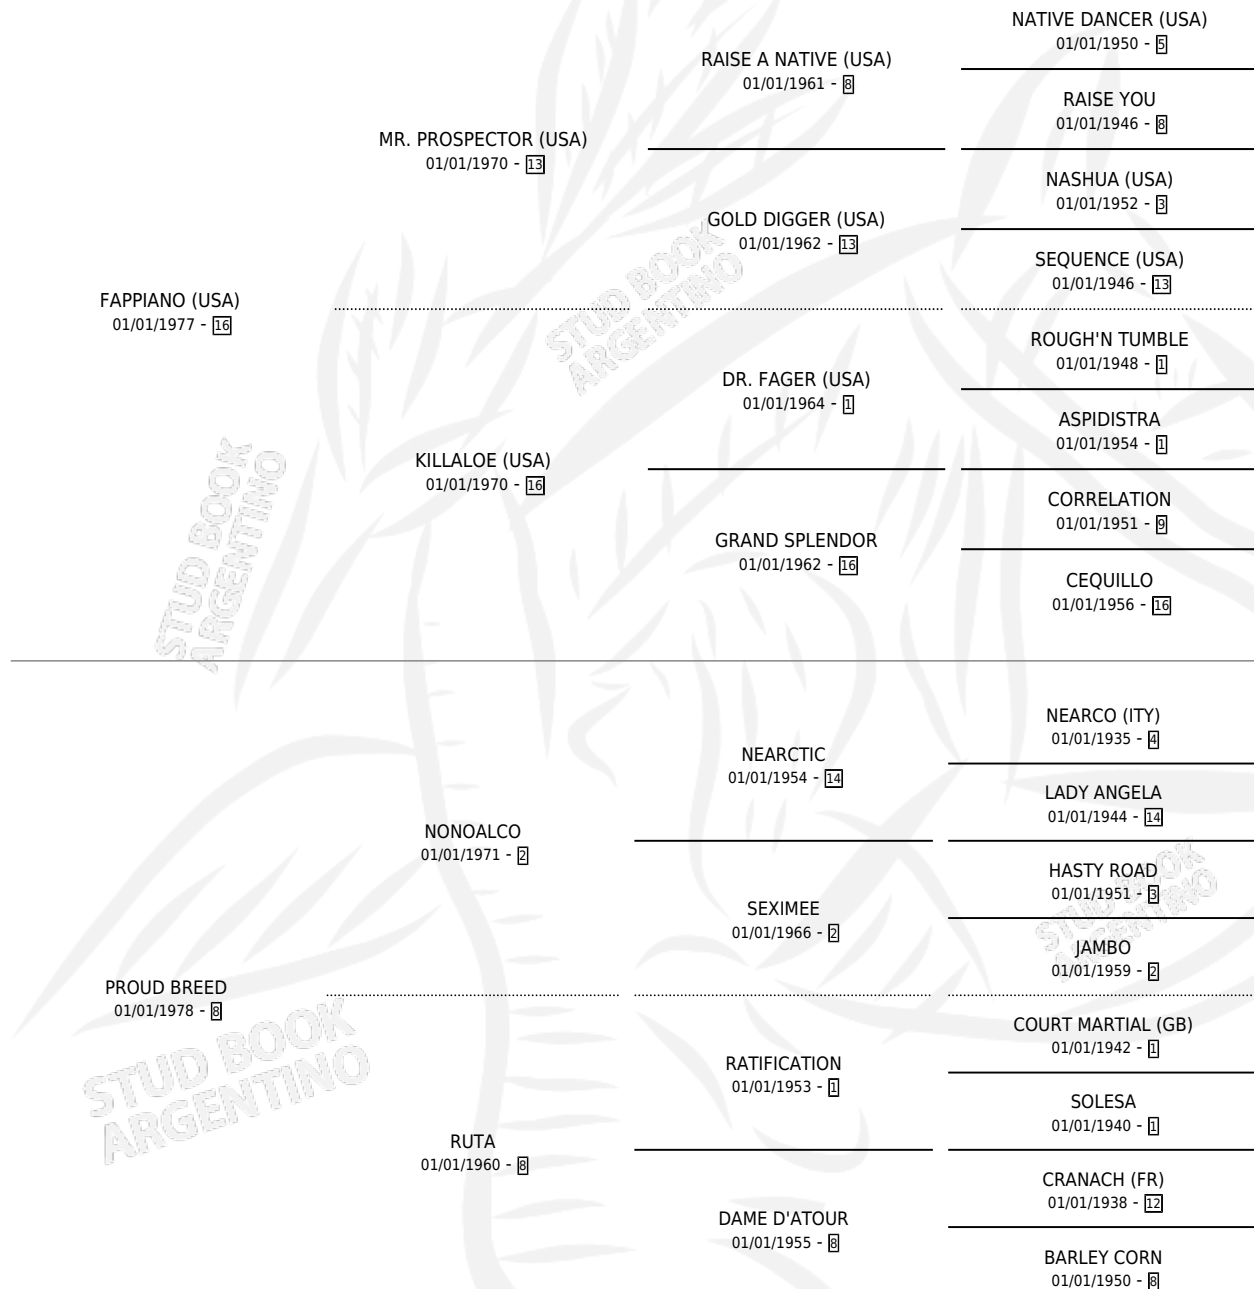 NATIVE DANCER (USA)
01/01/1950 - 5
RAISE A NATIVE (USA)
01/01/1961 - 8
RAISE YOU
01/01/1946 - 8
MR. PROSPECTOR (USA)
01/01/1970 - 13
NASHUA (USA)
01/01/1952 - 3
GOLD DIGGER (USA)
01/01/1962 - 13
SEQUENCE (USA)
01/01/1946 - 13
FAPPIANO (USA)
01/01/1977 - 16
STUD BOOK
ARGENTINO
ROUGH'N TUMBLE
01/01/1948 - 1
DR. FAGER (USA)
01/01/1964 - 1
ASPIDISTRA
01/01/1954 - 1
KILLALOE (USA)
01/01/1970 - 16
CORRELATION
01/01/1951 - 9
GRAND SPLENDOR
01/01/1962 - 16
CEQUILLO
01/01/1956 - 16
STUD BOOK
ARGENTINO
NEARCO (ITY)
01/01/1935 - 4
NEARCTIC
01/01/1954 - 14
LADY ANGELA
01/01/1944 - 14
NONOALCO
01/01/1971 - 2
HASTY ROAD
01/01/1951 - 3
SEXIMEE
01/01/1966 - 2
STUD BOOK
ARGENTINO
JAMBO
01/01/1959 - 2
PROUD BREED
01/01/1978 - 8
STUD BOOK
ARGENTINO
COURT MARTIAL (GB)
01/01/1942 - 1
RATIFICATION
01/01/1953 - 1
SOLESA
01/01/1940 - 1
RUTA
01/01/1960 - 8
CRANACH (FR)
01/01/1938 - 12
DAME D'ATOUR
01/01/1955 - 8
BARLEY CORN
01/01/1950 - 8